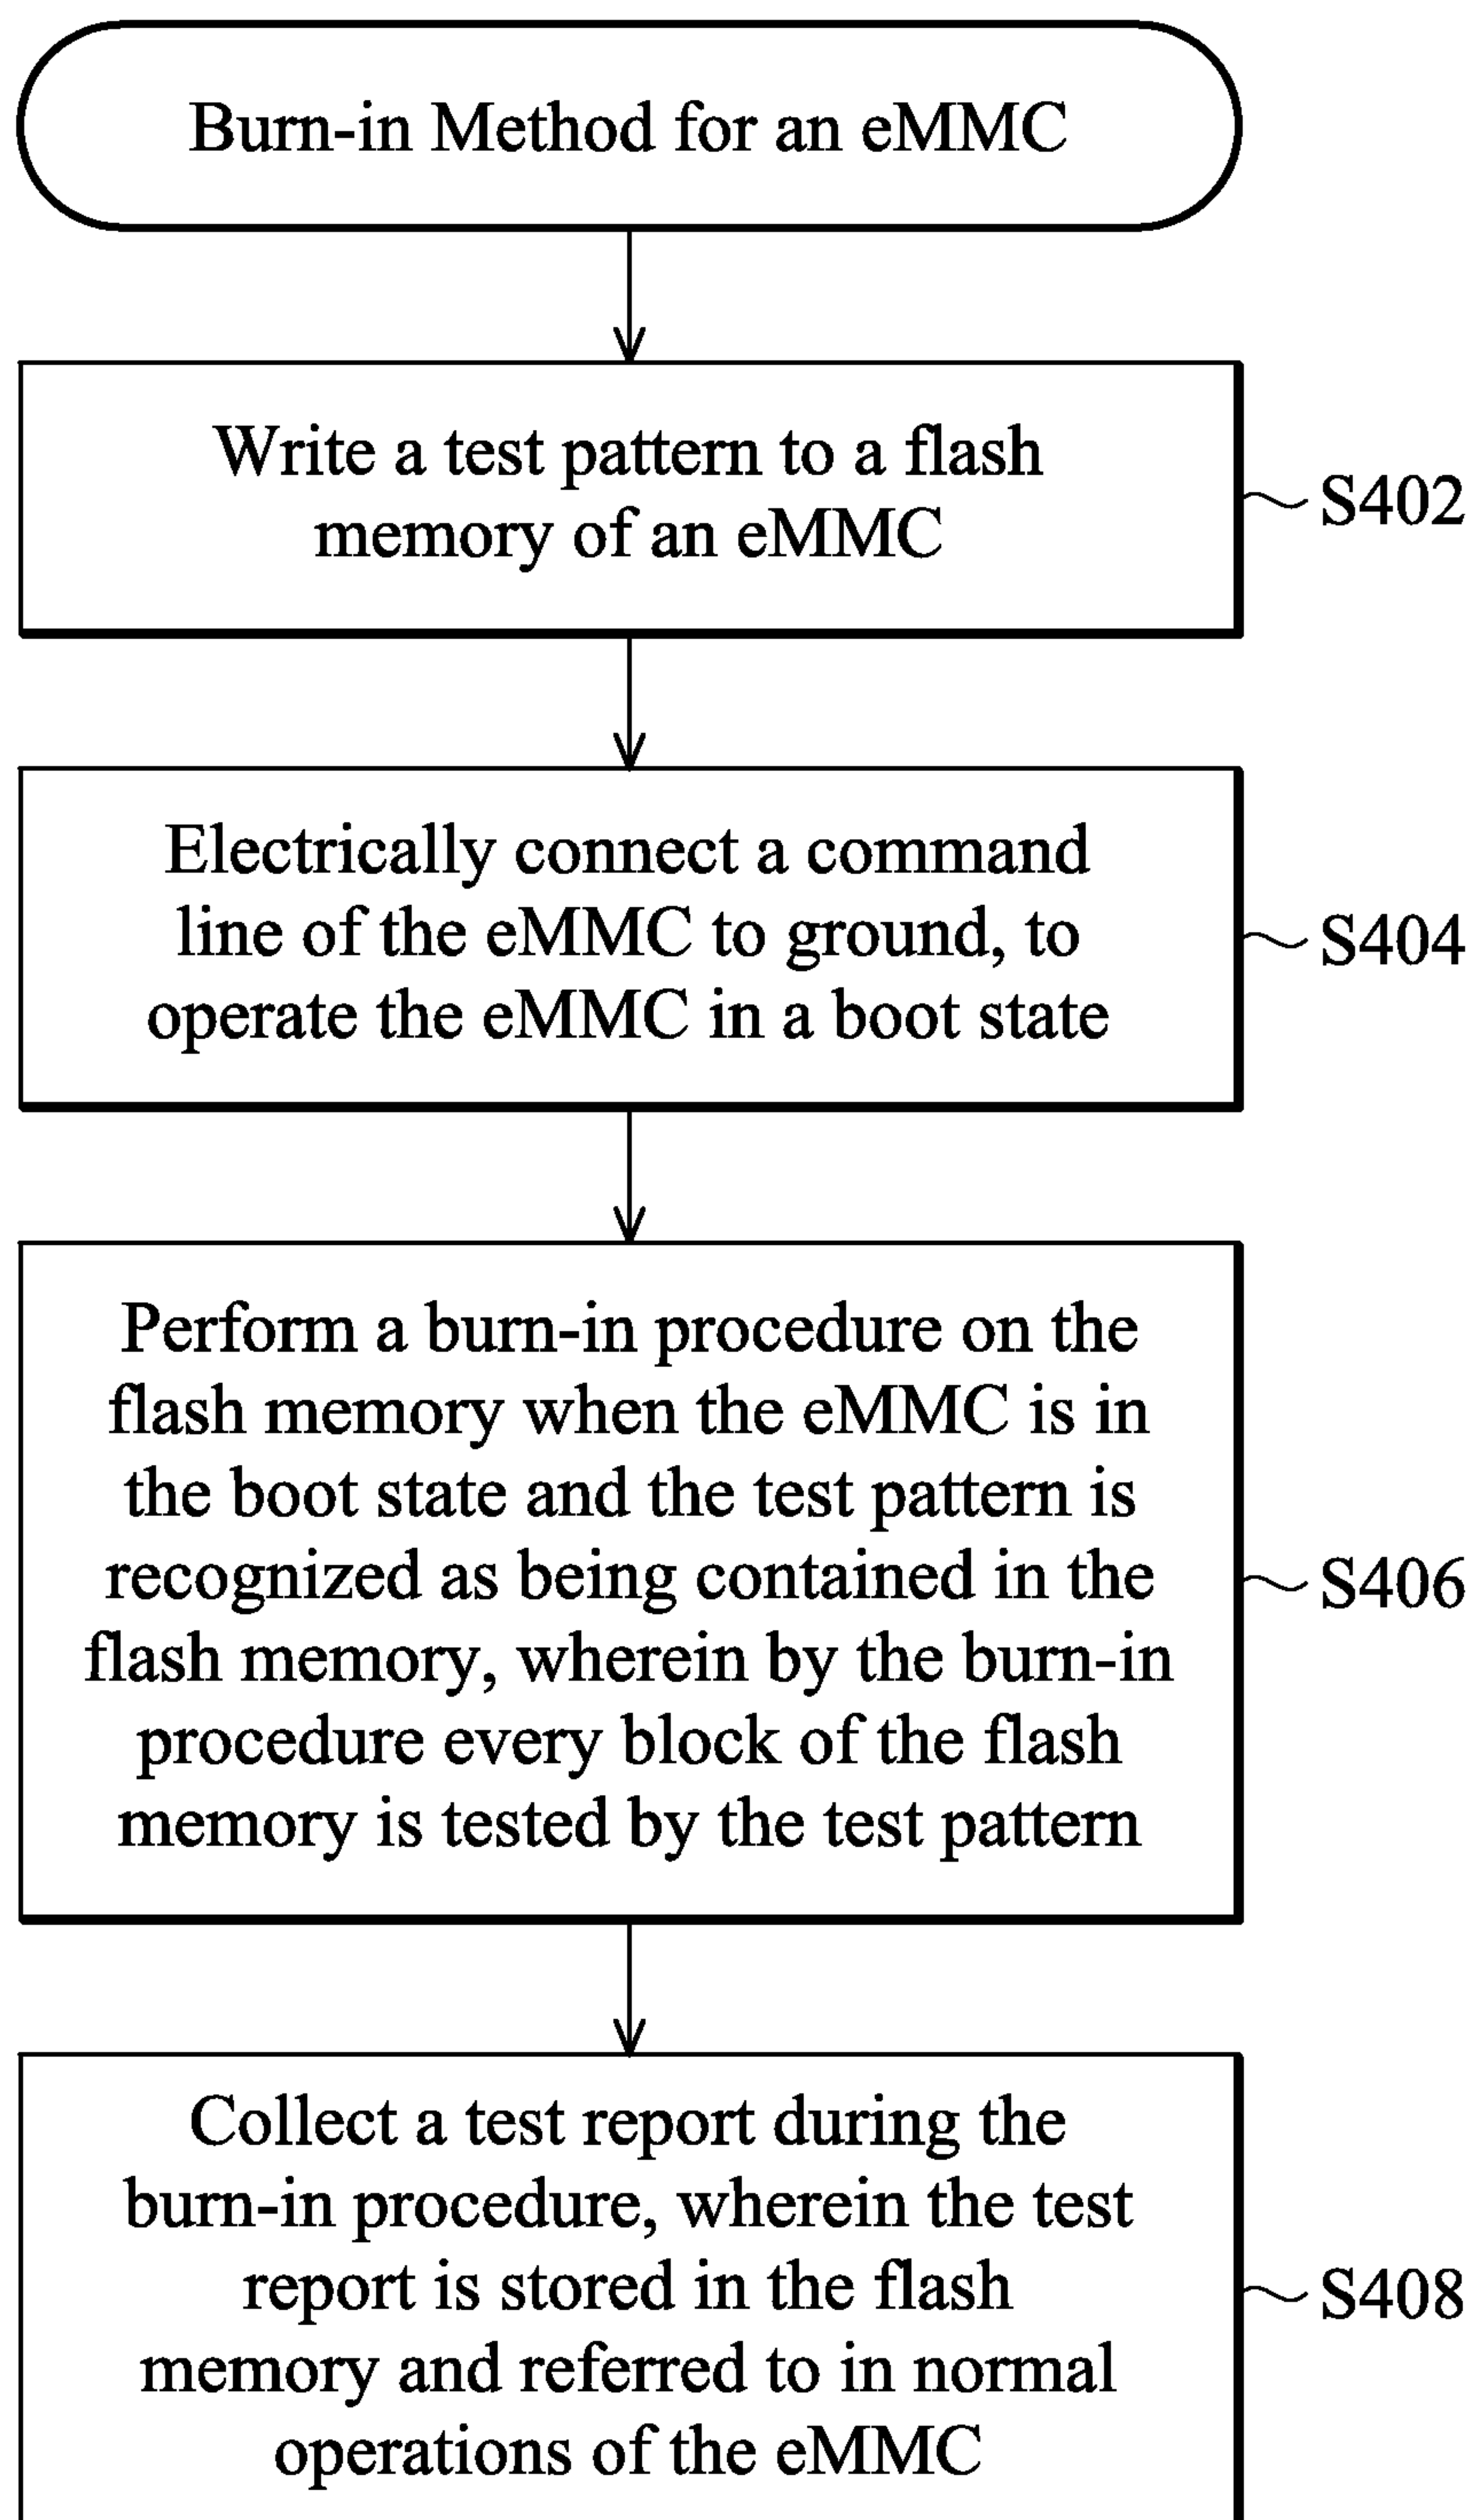 Burn-in Method for an eMMC
Write a test pattern to a flash
memory of an eMMC
S402
Electrically connect a command
line of the eMMC to ground, to
operate the eMMC in a boot state
S404
Perform a burn-in procedure on the
flash memory when the eMMC is in
the boot state and the test pattern is
recognized as being contained in the
flash memory, wherein by the burn-in
procedure every block of the flash
memory is tested by the test pattern
S406
Collect a test report during the
burn-in procedure, wherein the test
report is stored in the flash
memory and referred to in normal
operations of the eMMC
S408